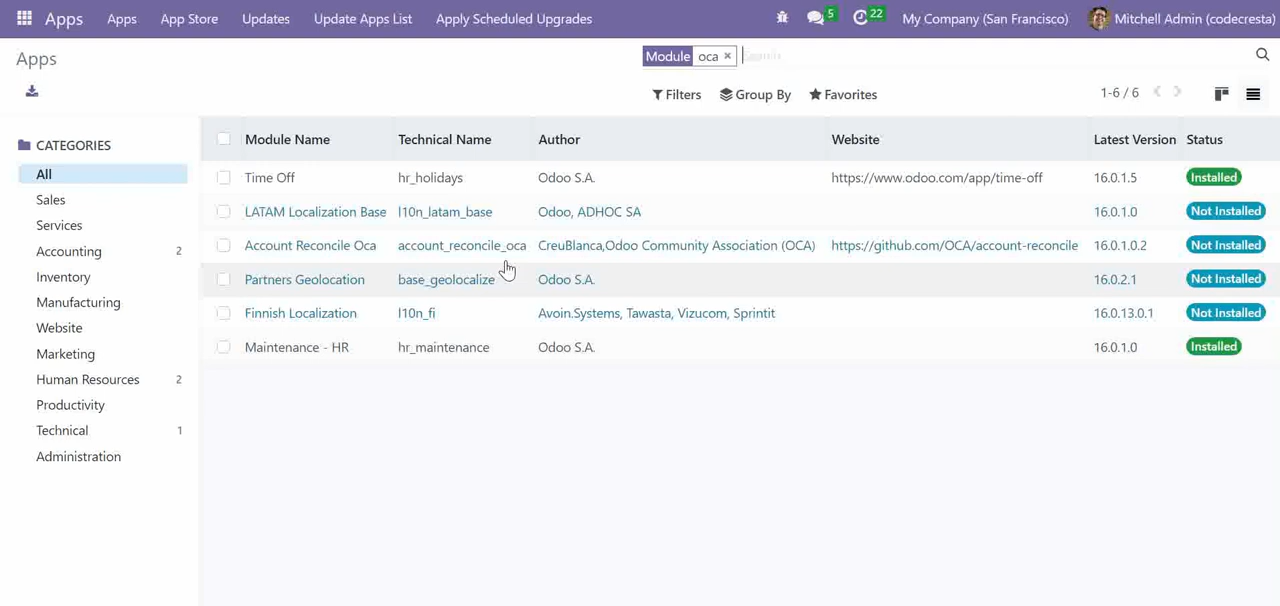 Apps Apps App Store Updates Update Apps List Apply Scheduled Upgrades 5 22 My Company (San Francisco) Mitchell Admin (codecresta)
Apps Module oca × Search...
Filters Group By Favorites 1-6 / 6
CATEGORIES
All
Sales
Services
Accounting 2
Inventory
Manufacturing
Website
Marketing
Human Resources 2
Productivity
Technical 1
Administration
Module Name Technical Name Author Website Latest Version Status
Time Off hr_holidays Odoo S.A. https://www.odoo.com/app/time-off 16.0.1.5 Installed
LATAM Localization Base l10n_latam_base Odoo, ADHOC SA 16.0.1.0 Not Installed
Account Reconcile Oca account_reconcile_oca CreuBlanca,Odoo Community Association (OCA) https://github.com/OCA/account-reconcile 16.0.1.0.2 Not Installed
Partners Geolocation base_geolocalize Odoo S.A. 16.0.2.1 Not Installed
Finnish Localization l10n_fi Avoin.Systems, Tawasta, Vizucom, Sprintit 16.0.13.0.1 Not Installed
Maintenance - HR hr_maintenance Odoo S.A. 16.0.1.0 Installed